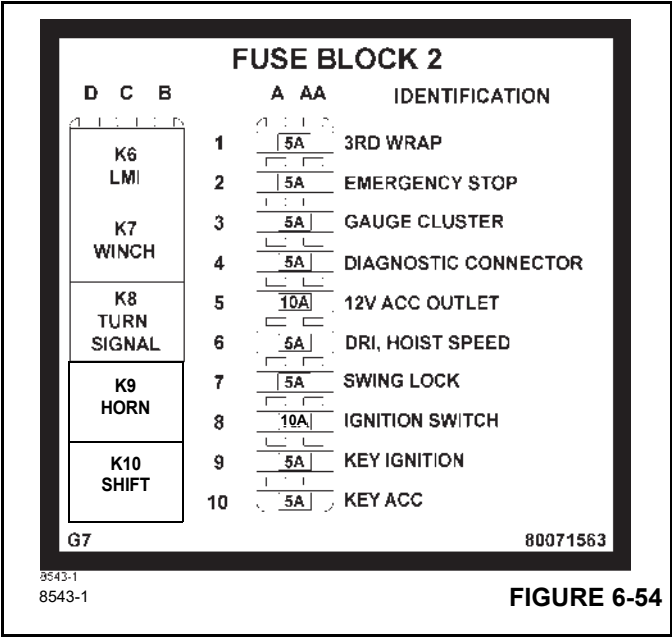 FUSE BLOCK 2
D C B A AA IDENTIFICATION
K6
LMI
K7
WINCH
K8
TURN
SIGNAL
K9
HORN
K10
SHIFT
1 5A 3RD WRAP
2 5A EMERGENCY STOP
3 5A GAUGE CLUSTER
4 5A DIAGNOSTIC CONNECTOR
5 10A 12V ACC OUTLET
6 5A DRI, HOIST SPEED
7 5A SWING LOCK
8 10A IGNITION SWITCH
9 5A KEY IGNITION
10 5A KEY ACC
G7 80071563
8543-1
8543-1
FIGURE 6-54